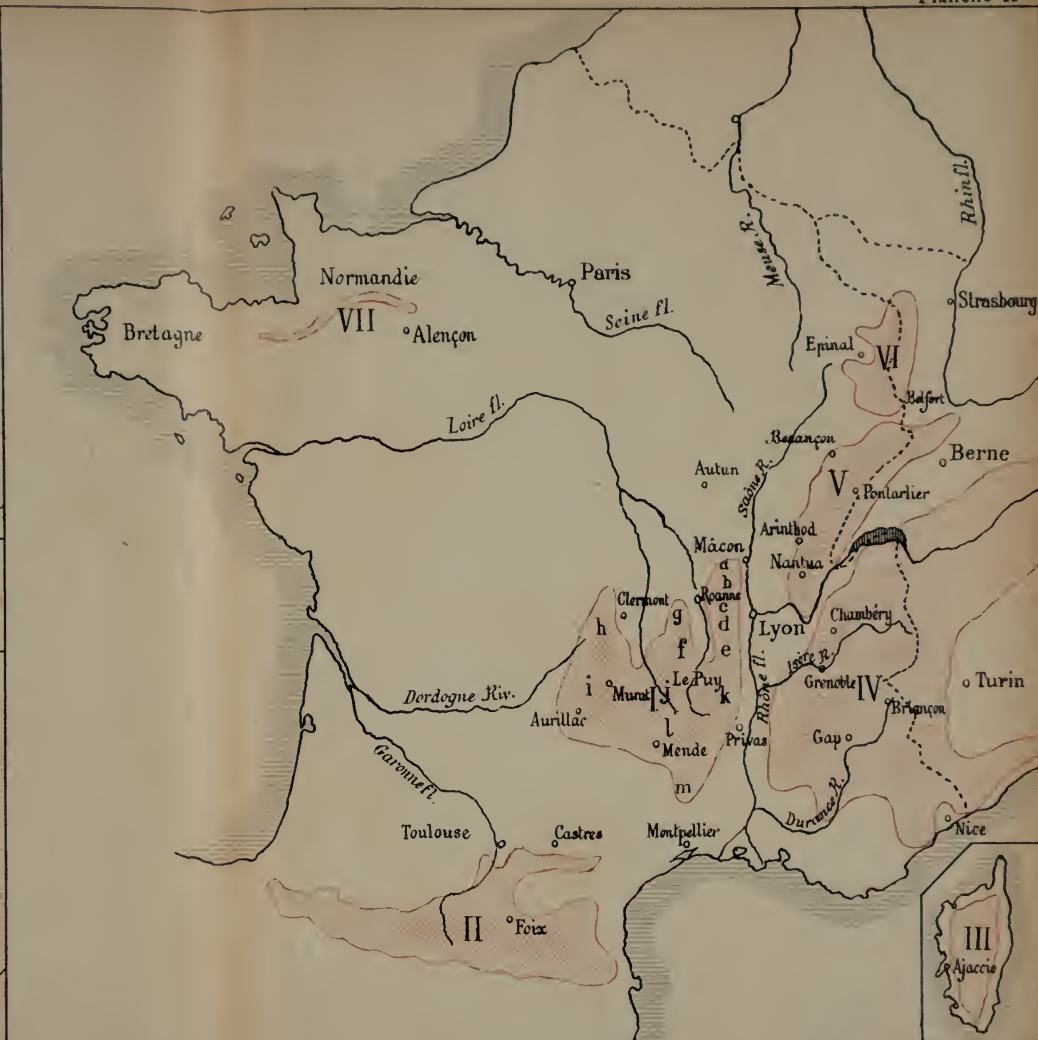 Rhin fl.
Meuse R.
Normandie
Paris
Strasbourg
VII
Bretagne
Alençon
Seine fl.
Epinal
VI
Belfort
Loire fl.
Besançon
Berne
Autun
Saône R.
V
Pontarlier
Arinthod
Mâcon
Nantua
a
b
Clermont
g
Roanne
c
Chambéry
h
d
Lyon
f
e
Isère R.
i
Murat
I
j
Le Puy
k
Rhône fl.
Grenoble
IV
Turin
Dordogne Riv.
Briançon
Aurillac
l
Mende
Privas
Gap
m
Garonne fl.
Durance R.
Toulouse
Castres
Montpellier
Nice
II
Foix
III
Ajaccio